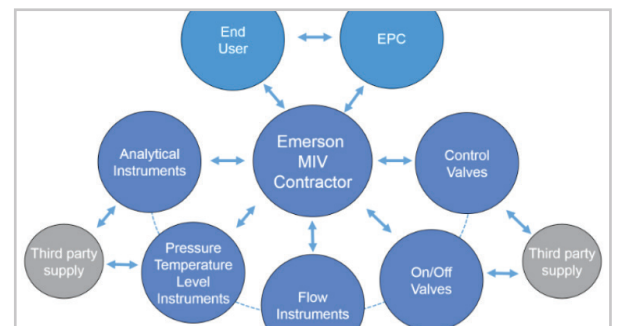 End
User
EPC
Emerson
MIV
Contractor
Analytical
Instruments
Control
Valves
Third party
supply
Pressure
Temperature
Level
Instruments
Flow
Instruments
On/Off
Valves
Third party
supply